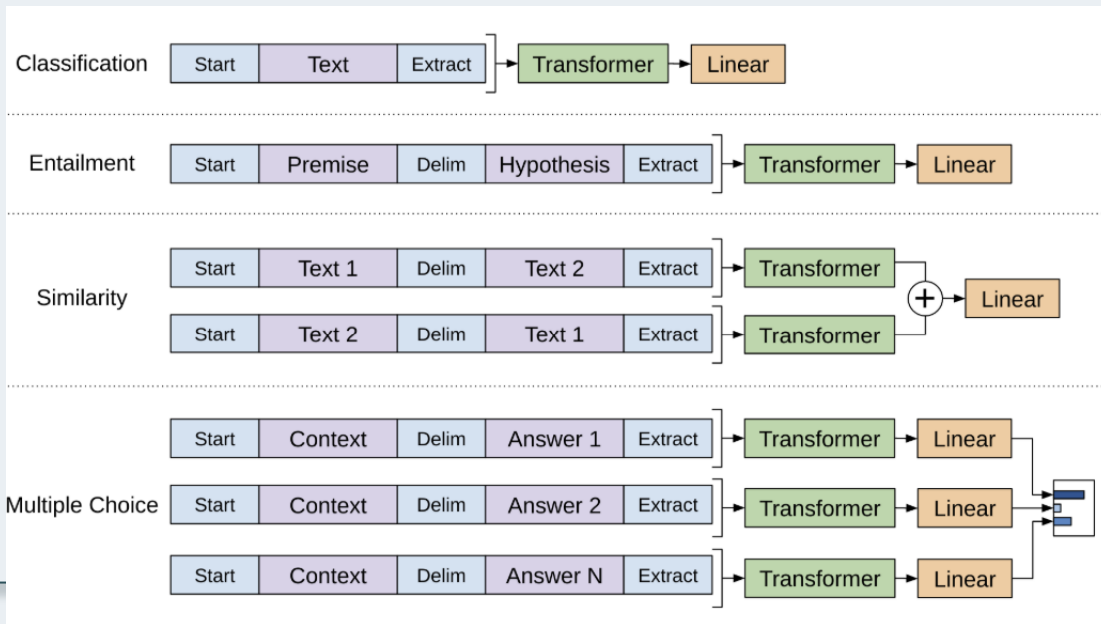 Classification Start Text Extract Transformer Linear
Entailment Start Premise Delim Hypothesis Extract Transformer Linear
Start Text 1 Delim Text 2 Extract Transformer
Similarity + Linear
Start Text 2 Delim Text 1 Extract Transformer
Start Context Delim Answer 1 Extract Transformer Linear
Multiple Choice Start Context Delim Answer 2 Extract Transformer Linear
Start Context Delim Answer N Extract Transformer Linear